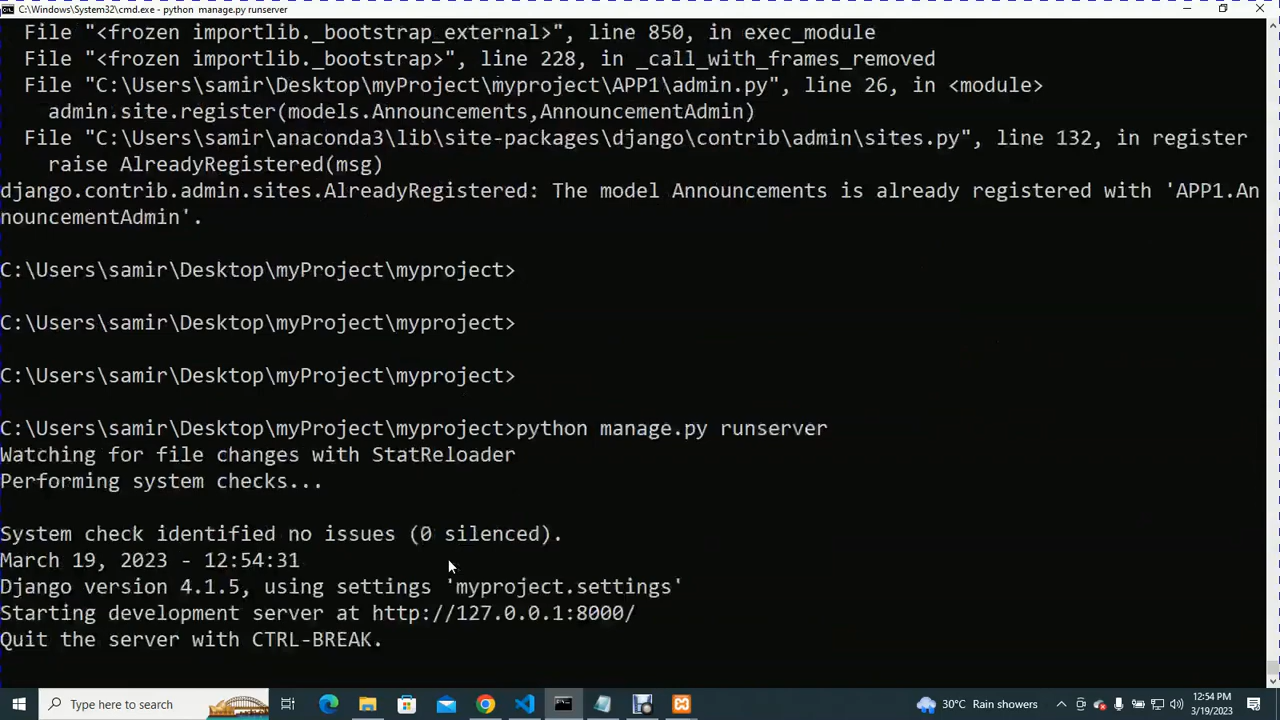 C:\Windows\System32\cmd.exe - python manage.py runserver
File "<frozen importlib._bootstrap_external>", line 850, in exec_module
File "<frozen importlib._bootstrap>", line 228, in _call_with_frames_removed
File "C:\Users\samir\Desktop\myProject\myproject\APP1\admin.py", line 26, in <module>
admin.site.register(models.Announcements,AnnouncementAdmin)
File "C:\Users\samir\anaconda3\lib\site-packages\django\contrib\admin\sites.py", line 132, in register
raise AlreadyRegistered(msg)
django.contrib.admin.sites.AlreadyRegistered: The model Announcements is already registered with 'APP1.An
nouncementAdmin'.
C:\Users\samir\Desktop\myProject\myproject>
C:\Users\samir\Desktop\myProject\myproject>
C:\Users\samir\Desktop\myProject\myproject>
C:\Users\samir\Desktop\myProject\myproject>python manage.py runserver
Watching for file changes with StatReloader
Performing system checks...
System check identified no issues (0 silenced).
March 19, 2023 - 12:54:31
Django version 4.1.5, using settings 'myproject.settings'
Starting development server at http://127.0.0.1:8000/
Quit the server with CTRL-BREAK.
Type here to search
30°C Rain showers
12:54 PM
3/19/2023